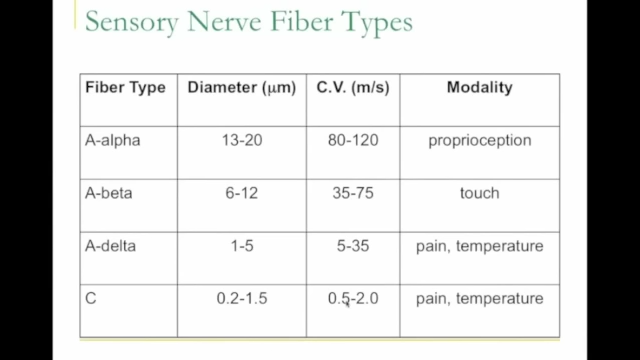 Sensory Nerve Fiber Types
Fiber Type Diameter (μm) C.V. (m/s) Modality
A-alpha 13-20 80-120 proprioception
A-beta 6-12 35-75 touch
A-delta 1-5 5-35 pain, temperature
C 0.2-1.5 0.5-2.0 pain, temperature